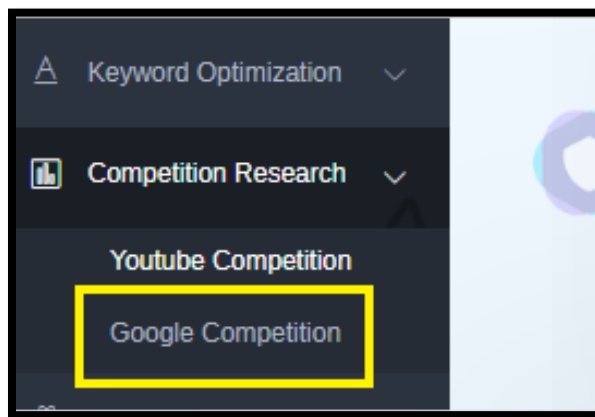 Keyword Optimization
Competition Research
Youtube Competition
Google Competition